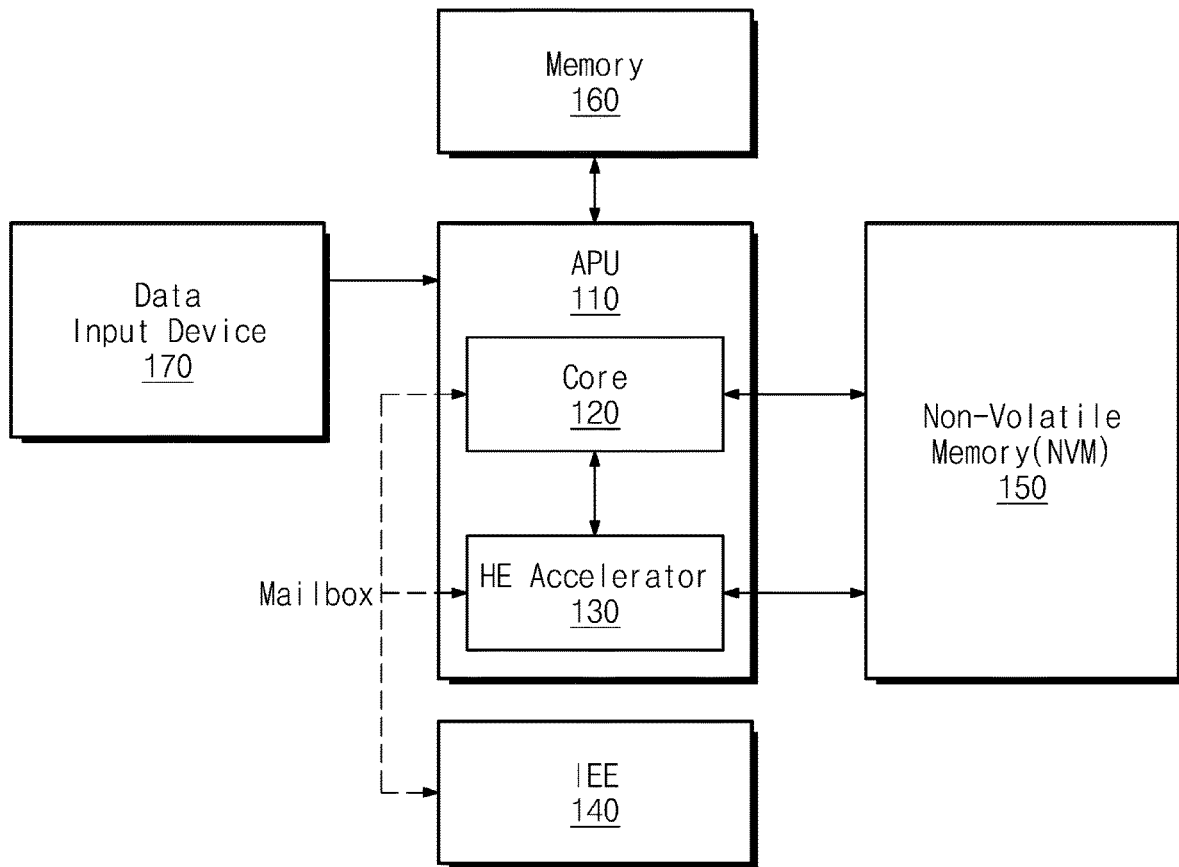 Memory
160
Data
Input Device
170
APU
110
Core
120
HE Accelerator
130
Non-Volatile
Memory(NVM)
150
Mailbox
IEE
140